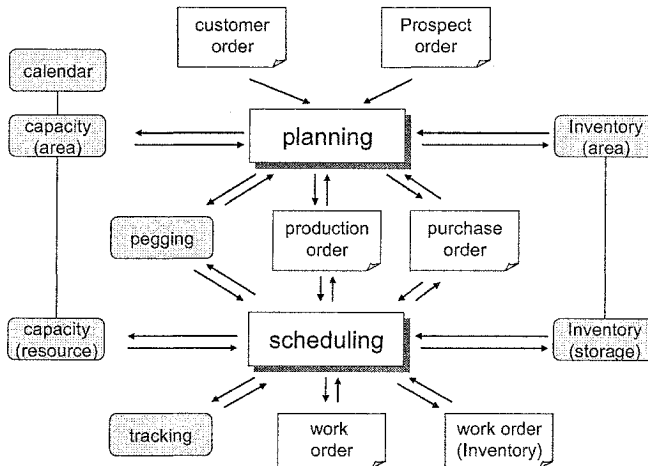 customer
order
Prospect
order
calendar
capacity
(area)
planning
Inventory
(area)
pegging
production
order
purchase
order
capacity
(resource)
scheduling
Inventory
(storage)
tracking
work
order
work order
(Inventory)